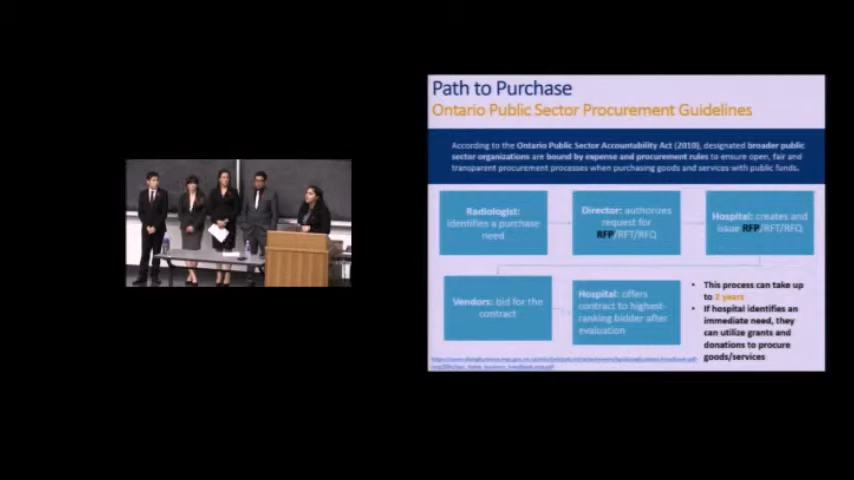 Path to Purchase
Ontario Public Sector Procurement Guidelines
According to the Ontario Public Sector Accountability Act (2010), designated broader public
sector organizations are bound by expense and procurement rules to ensure open, fair and
transparent procurement processes when purchasing goods and services with public funds.
Radiologist:
identifies a purchase
need
Director: authorizes
request for
RFP/RFT/RFQ
Hospital: creates and
issue RFP/RFT/RFQ
Vendors: bid for the
contract
Hospital: offers
contract to highest-
ranking bidder after
evaluation
• This process can take up
to 2 years
• If hospital identifies an
immediate need, they
can utilize grants and
donations to procure
goods/services